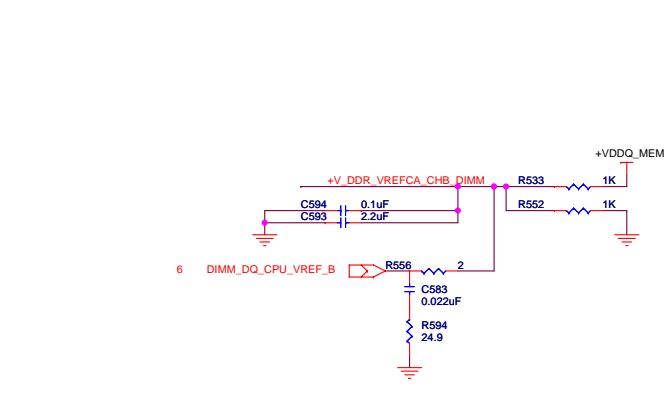 +VDDQ_MEM
+V_DDR_VREFCA_CHB_DIMM R533 1K
C594 0.1uF R552 1K
C593 2.2uF
6 DIMM_DQ_CPU_VREF_B R556 2
C583
0.022uF
R594
24.9